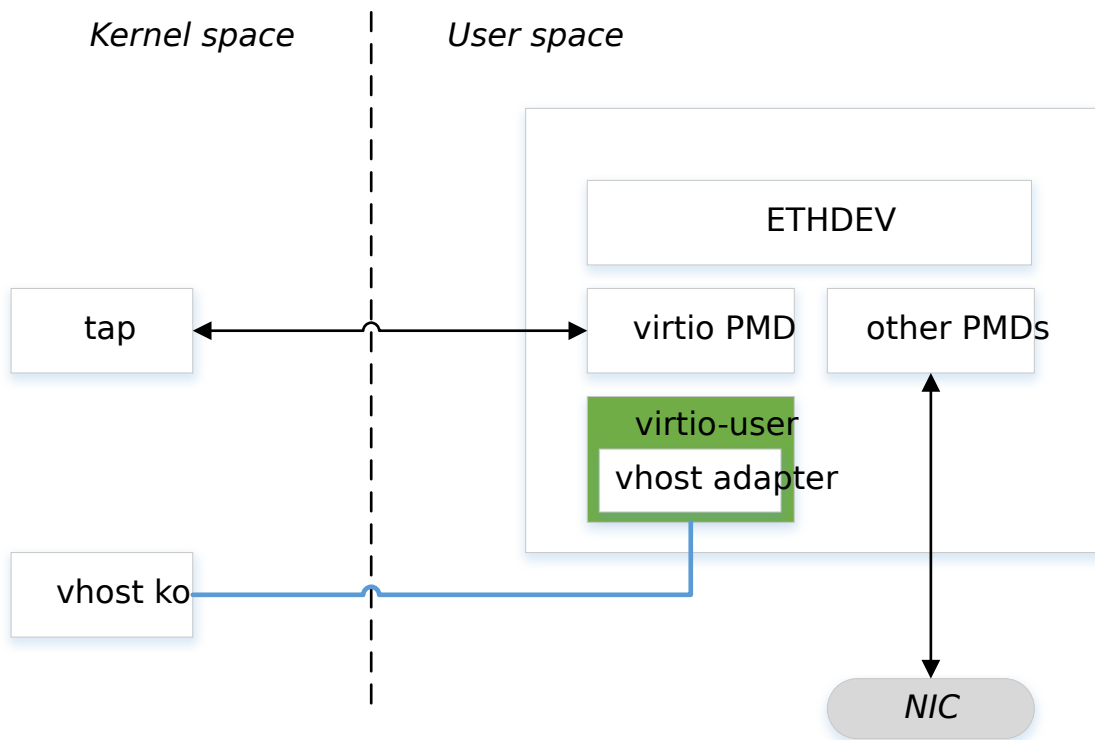 Kernel space
User space
ETHDEV
tap
virtio PMD
other PMDs
virtio-user
vhost adapter
vhost ko
NIC